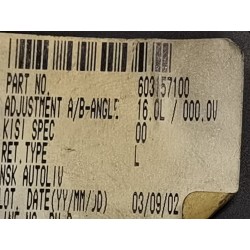 PART NO. 603157100
ADJUSTMENT A/B-ANGLE 16.0L / 000.0V
KISI SPEC 00
RET.TYPE L
NSK AUTOLIV
LOT. DATE(YY/MM/DD) 03/09/02